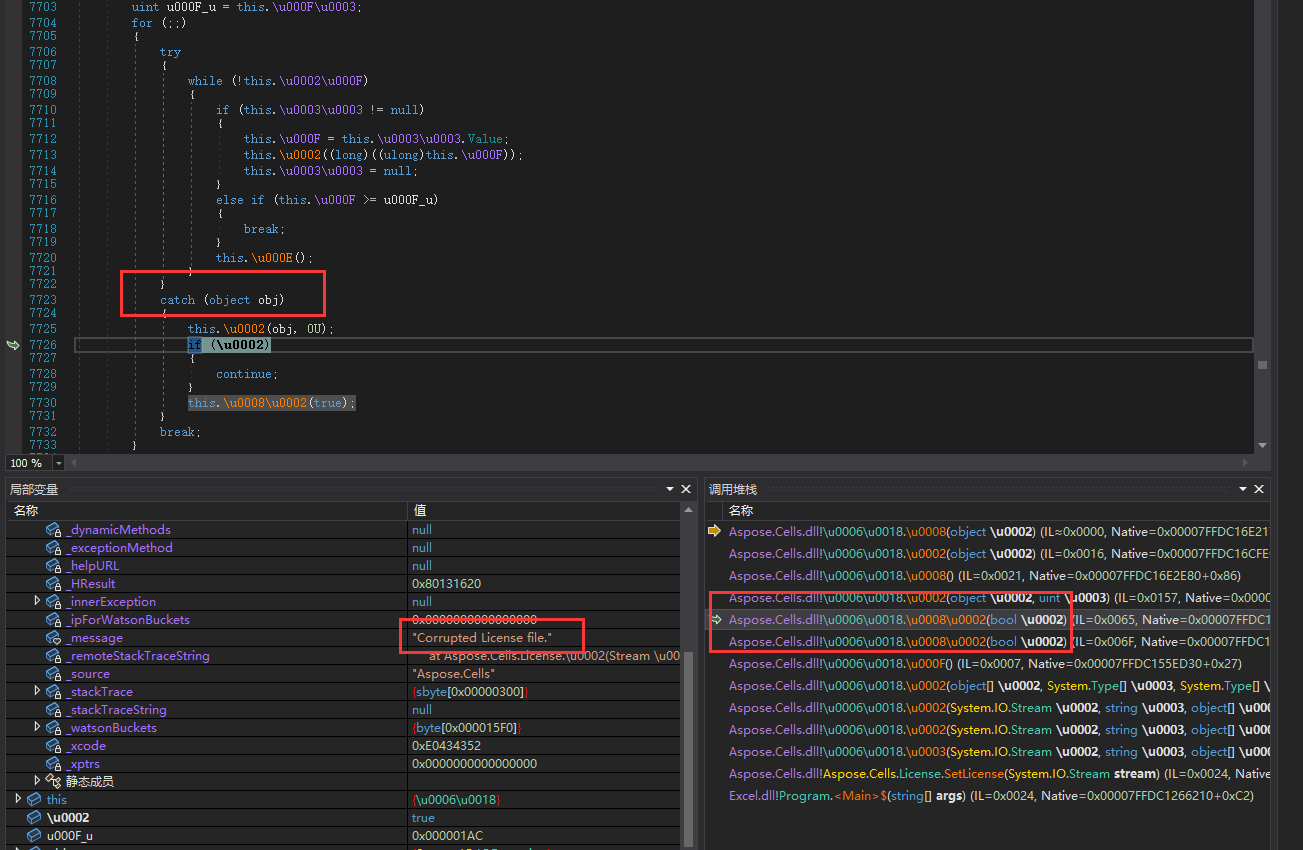 7703 uint u000F_u = this.\u000F\u0003;
7704 for (;;)
7705 {
7706 try
7707 {
7708 while (!this.\u0002\u000F)
7709 {
7710 if (this.\u0003\u0003 != null)
7711 {
7712 this.\u000F = this.\u0003\u0003.Value;
7713 this.\u0002((long)((ulong)this.\u000F));
7714 this.\u0003\u0003 = null;
7715 }
7716 else if (this.\u000F >= u000F_u)
7717 {
7718 break;
7719 }
7720 this.\u000E();
7721 }
7722 }
7723 catch (object obj)
7724 {
7725 this.\u0002(obj, 0U);
7726 if (\u0002)
7727 {
7728 continue;
7729 }
7730 this.\u0008\u0002(true);
7731 }
7732 break;
7733 }
100 %
局部变量
名称 值
_dynamicMethods null
_exceptionMethod null
_helpURL null
_HResult 0x80131620
_innerException null
_ipForWatsonBuckets 0x0000000000000000
_message "Corrupted License file."
_remoteStackTraceString at Aspose.Cells.License.\u0002(Stream \u00
_source "Aspose.Cells"
_stackTrace {sbyte[0x00000300]}
_stackTraceString null
_watsonBuckets {byte[0x000015F0]}
_xcode 0xE0434352
_xptrs 0x0000000000000000
静态成员
this {\u0006\u0018}
\u0002 true
u000F_u 0x000001AC
调用堆栈
名称
Aspose.Cells.dll!\u0006\u0018.\u0008(object \u0002) (IL≈0x0000, Native=0x00007FFDC16E21
Aspose.Cells.dll!\u0006\u0018.\u0002(object \u0002) (IL=0x0016, Native=0x00007FFDC16CFE
Aspose.Cells.dll!\u0006\u0018.\u0008() (IL=0x0021, Native=0x00007FFDC16E2E80+0x86)
Aspose.Cells.dll!\u0006\u0018.\u0002(object \u0002, uint \u0003) (IL=0x0157, Native=0x0000
Aspose.Cells.dll!\u0006\u0018.\u0008\u0002(bool \u0002) (IL=0x0065, Native=0x00007FFDC1
Aspose.Cells.dll!\u0006\u0018.\u0008\u0002(bool \u0002) (IL=0x006F, Native=0x00007FFDC1
Aspose.Cells.dll!\u0006\u0018.\u000F() (IL=0x0007, Native=0x00007FFDC155ED30+0x27)
Aspose.Cells.dll!\u0006\u0018.\u0002(object[] \u0002, System.Type[] \u0003, System.Type[] \
Aspose.Cells.dll!\u0006\u0018.\u0002(System.IO.Stream \u0002, string \u0003, object[] \u00
Aspose.Cells.dll!\u0006\u0018.\u0002(System.IO.Stream \u0002, string \u0003, object[] \u00
Aspose.Cells.dll!\u0006\u0018.\u0003(System.IO.Stream \u0002, string \u0003, object[] \u00
Aspose.Cells.dll!Aspose.Cells.License.SetLicense(System.IO.Stream stream) (IL=0x0024, Native
Excel.dll!Program.<Main>$(string[] args) (IL=0x0024, Native=0x00007FFDC1266210+0xC2)